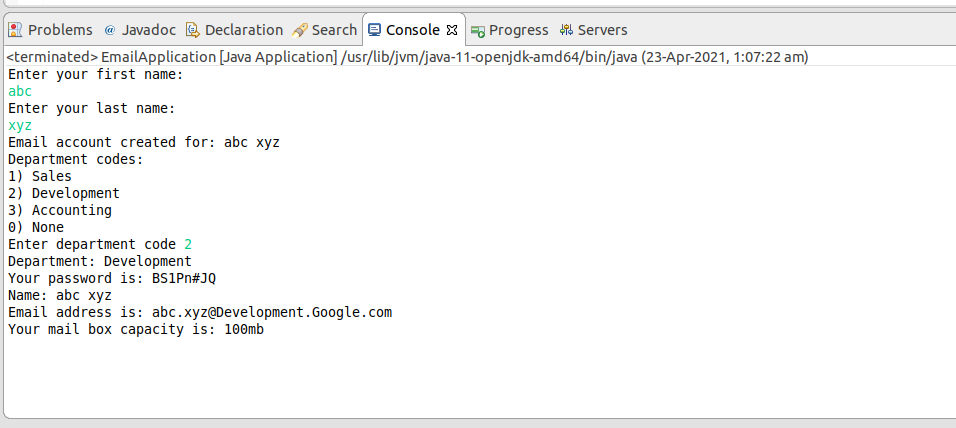 Problems @ Javadoc Declaration Search Console Progress Servers
<terminated> EmailApplication [Java Application] /usr/lib/jvm/java-11-openjdk-amd64/bin/java (23-Apr-2021, 1:07:22 am)
Enter your first name:
abc
Enter your last name:
xyz
Email account created for: abc xyz
Department codes:
1) Sales
2) Development
3) Accounting
0) None
Enter department code 2
Department: Development
Your password is: BS1Pn#JQ
Name: abc xyz
Email address is: abc.xyz@Development.Google.com
Your mail box capacity is: 100mb